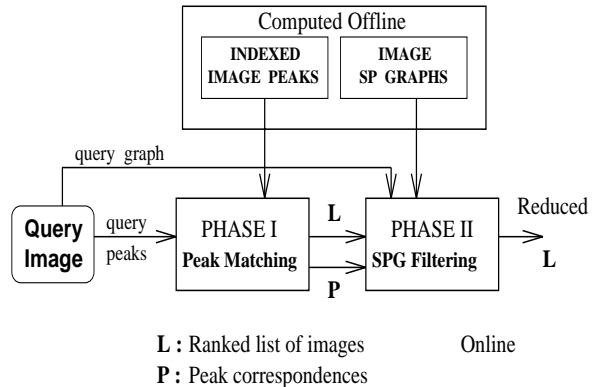 Computed Offline
INDEXED
IMAGE PEAKS
IMAGE
SP GRAPHS
query graph
Query
Image
query
peaks
PHASE I
Peak Matching
L
P
PHASE II
SPG Filtering
Reduced
L
L : Ranked list of images
Online
P : Peak correspondences